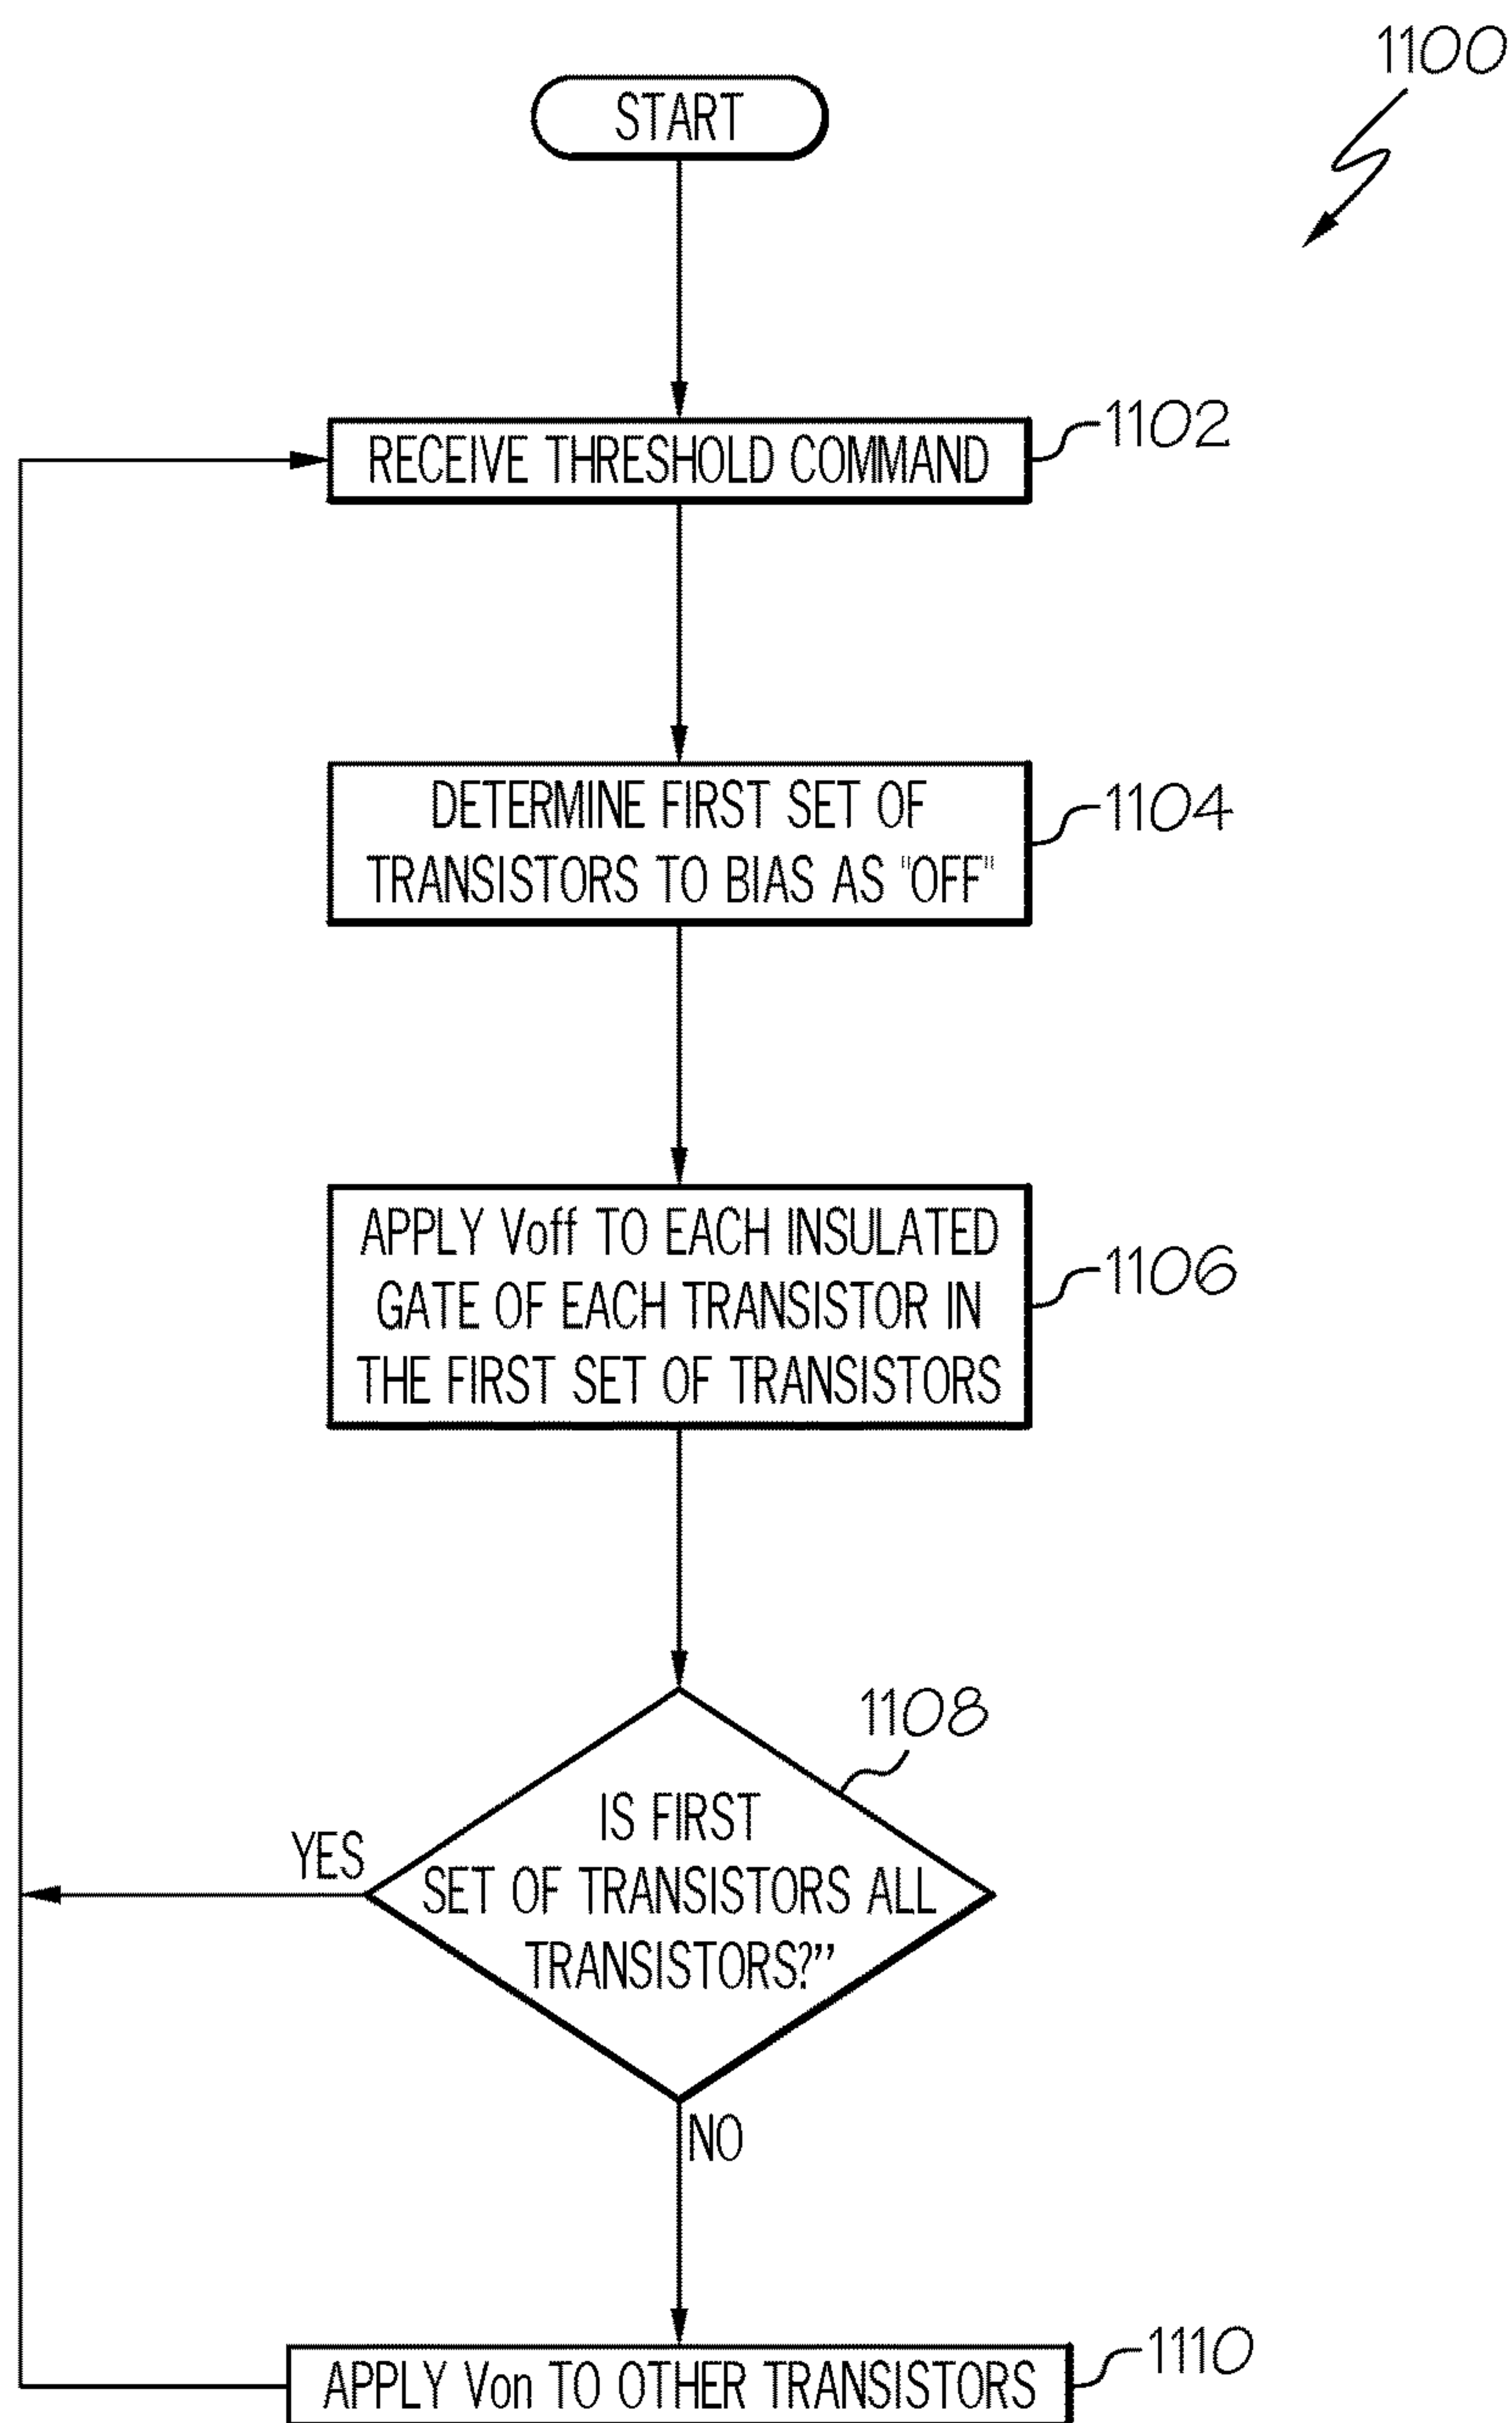 1100
START
RECEIVE THRESHOLD COMMAND
1102
DETERMINE FIRST SET OF
TRANSISTORS TO BIAS AS "OFF"
1104
APPLY Voff TO EACH INSULATED
GATE OF EACH TRANSISTOR IN
THE FIRST SET OF TRANSISTORS
1106
1108
IS FIRST
SET OF TRANSISTORS ALL
TRANSISTORS?”
YES
NO
APPLY Von TO OTHER TRANSISTORS
1110